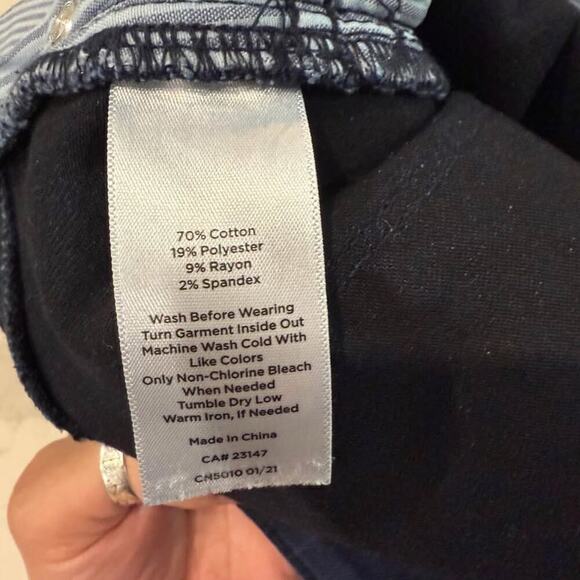 70% Cotton
19% Polyester
9% Rayon
2% Spandex
Wash Before Wearing
Turn Garment Inside Out
Machine Wash Cold With
Like Colors
Only Non-Chlorine Bleach
When Needed
Tumble Dry Low
Warm Iron, If Needed
Made In China
CA# 23147
CN5010 01/21